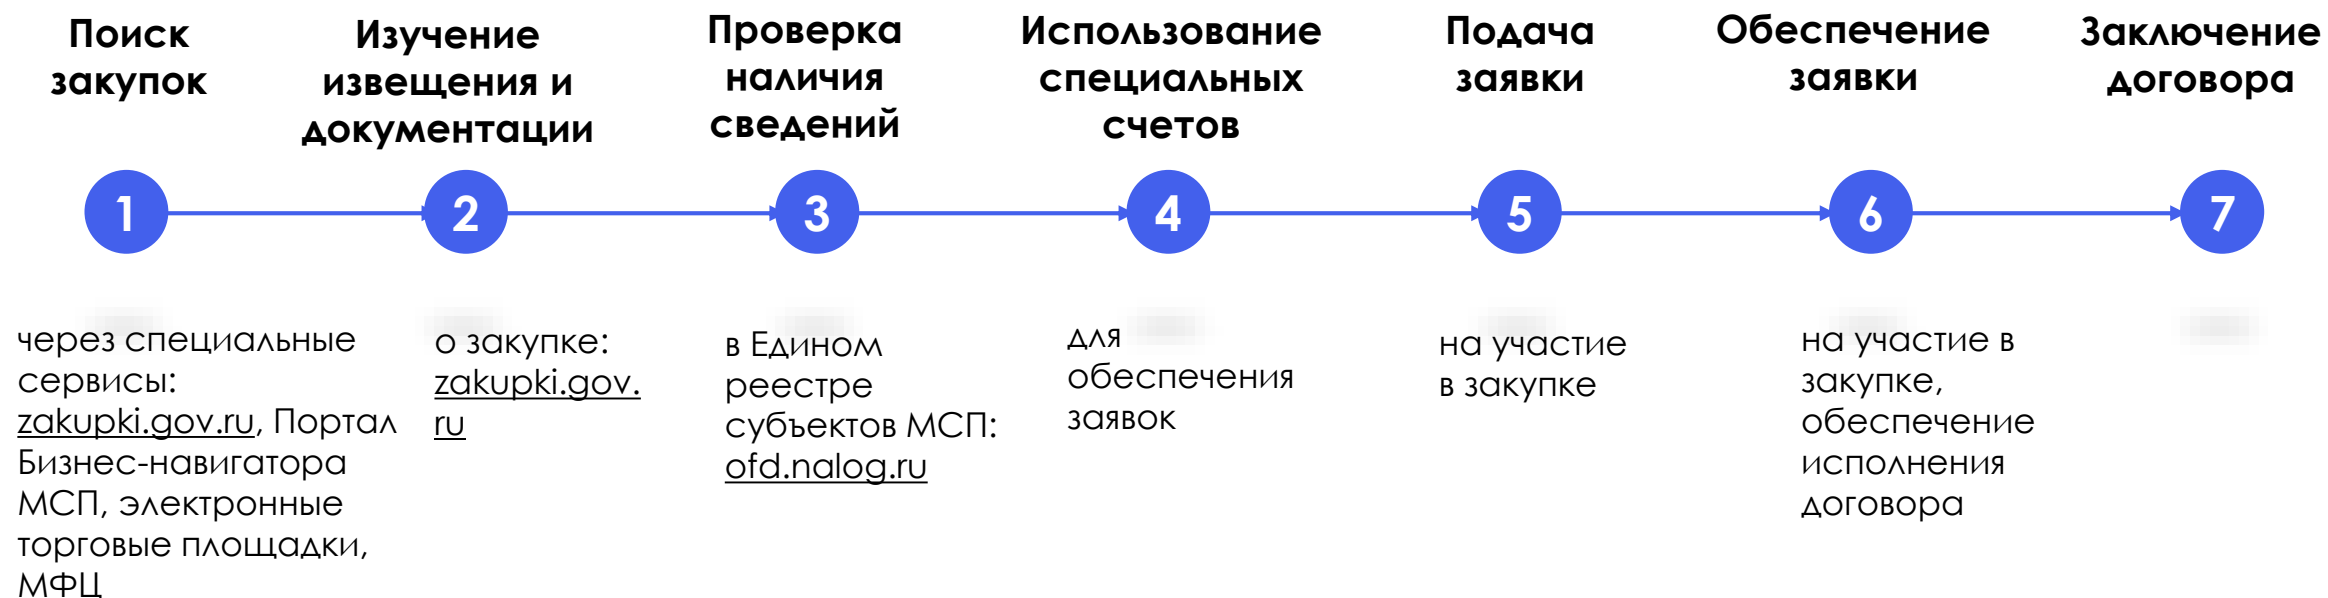 Поиск
закупок
Изучение
извещения и
документации
Проверка
наличия
сведений
Использование
специальных
счетов
Подача
заявки
Обеспечение
заявки
Заключение
договора
1
2
3
4
5
6
7
через специальные
сервисы:
zakupki.gov.ru, Портал
Бизнес-навигатора
МСП, электронные
торговые площадки,
МФЦ
о закупке:
zakupki.gov.
ru
в Едином
реестре
субъектов МСП:
ofd.nalog.ru
для
обеспечения
заявок
на участие
в закупке
на участие в
закупке,
обеспечение
исполнения
договора